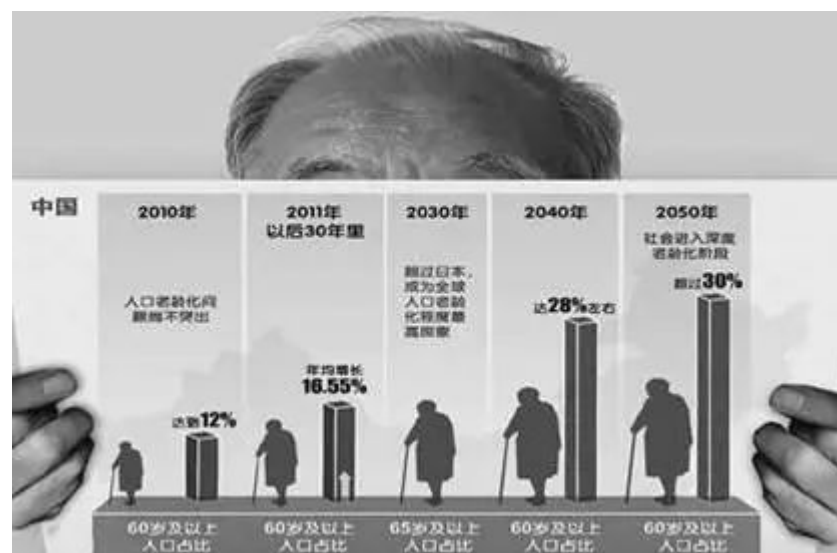 中国
2010年
人口老龄化问
题尚不突出
达到12%
60岁及以上
人口占比
2011年
以后30年里
年均增长
16.55%
60岁及以上
人口占比
2030年
超过日本,
成为全球
人口老龄
化程度最
高国家
65岁及以上
人口占比
2040年
达28%左右
60岁及以上
人口占比
2050年
社会进入深度
老龄化阶段
超过30%
60岁及以上
人口占比